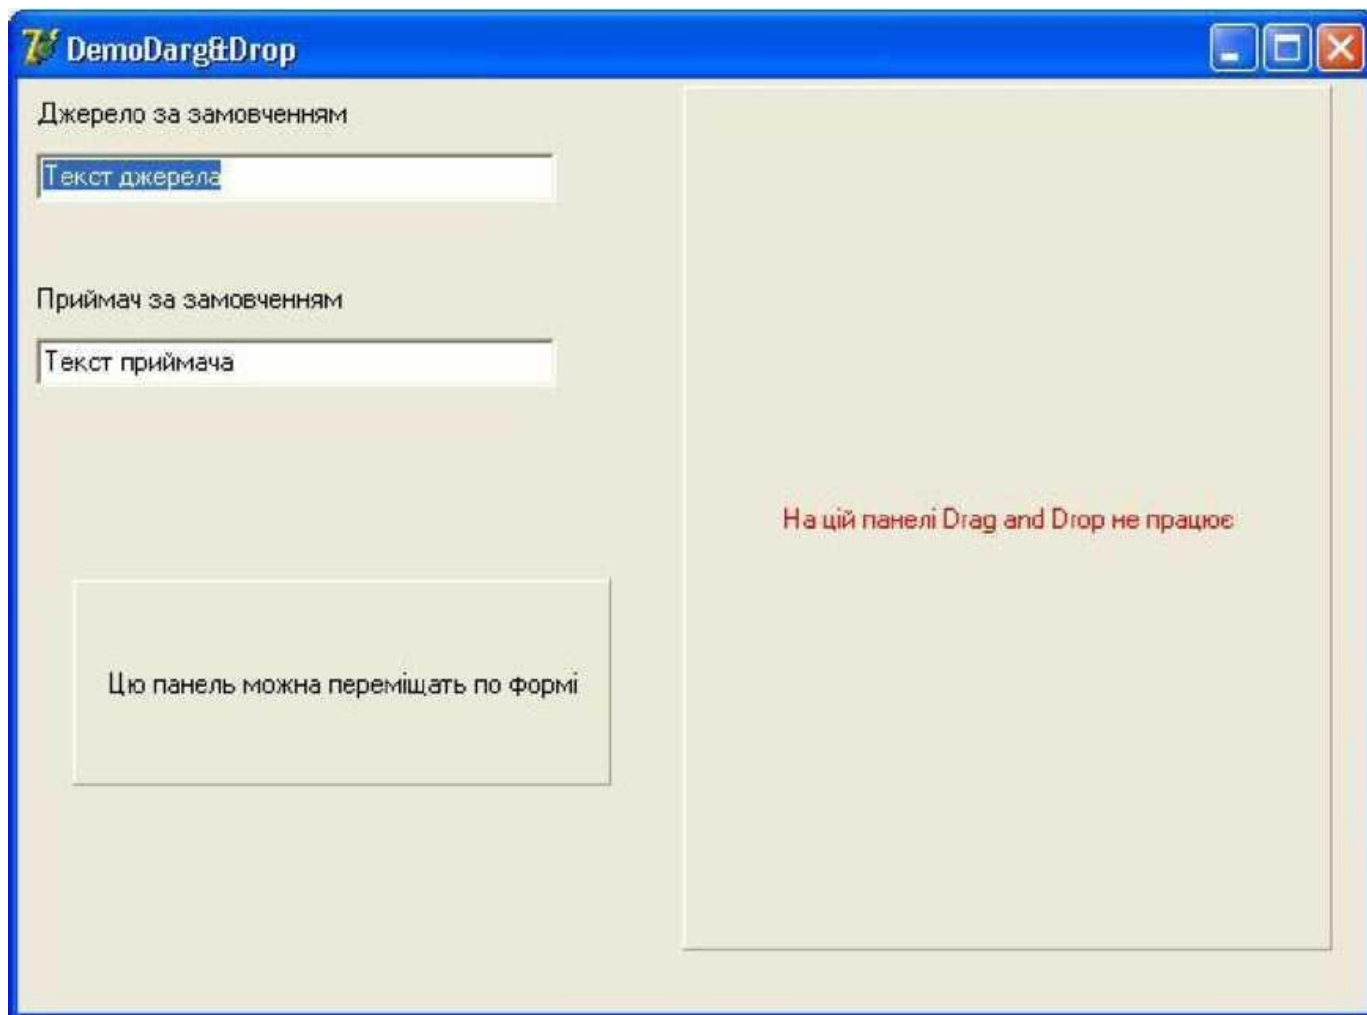 DemoDarg&Drop
Джерело за замовченням
Текст джерела
Приймач за замовченням
Текст приймача
На цій панелі Drag and Drop не працює
Цю панель можна переміщать по формі